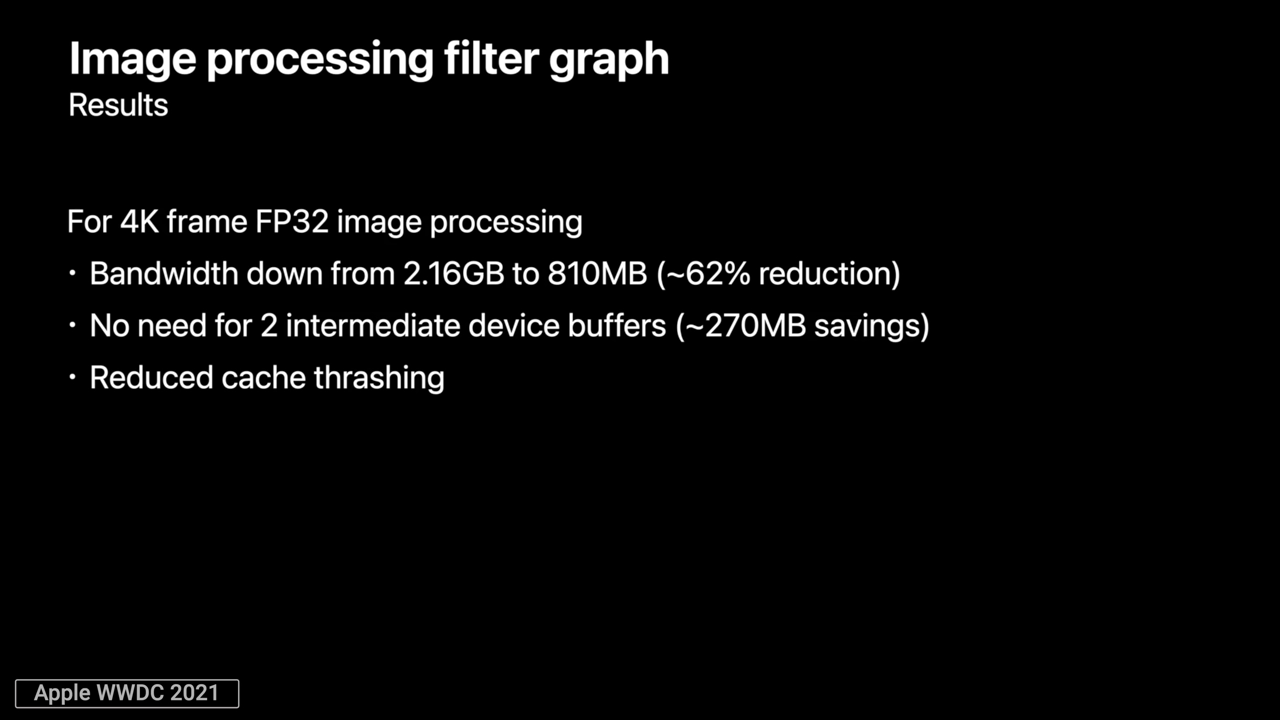 Image processing filter graph
Results
For 4K frame FP32 image processing
· Bandwidth down from 2.16GB to 810MB (~62% reduction)
· No need for 2 intermediate device buffers (~270MB savings)
· Reduced cache thrashing
Apple WWDC 2021